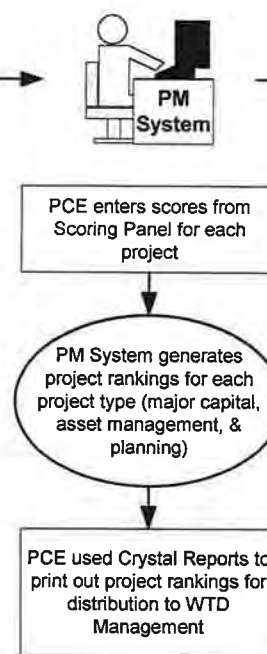 PM
System
PCE enters scores from
Scoring Panel for each
project
PM System generates
project rankings for each
project type (major capital,
asset management, &
planning)
PCE used Crystal Reports to
print out project rankings for
distribution to WTD
Management